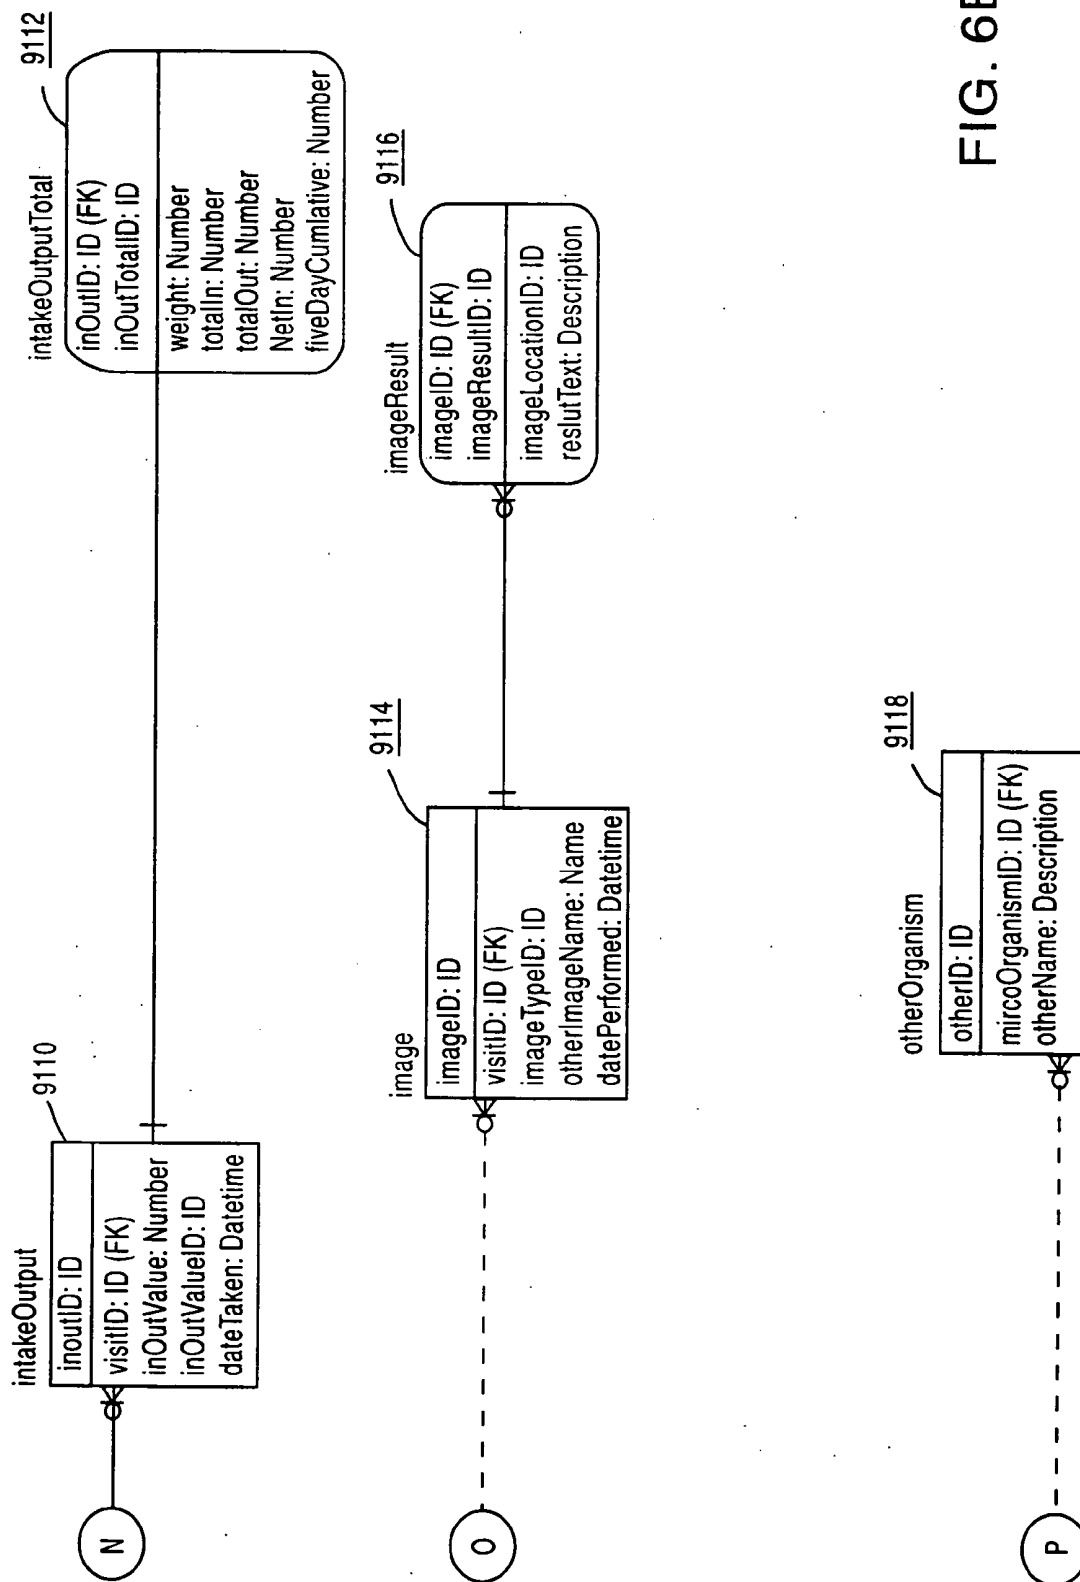 intakeOutput
9110
inoutID: ID
visitID: ID (FK)
inOutValue: Number
inOutValueID: ID
dateTaken: Datetime
N
intakeOutputTotal
9112
inOutID: ID (FK)
inOutTotalID: ID
weight: Number
totalIn: Number
totalOut: Number
NetIn: Number
fiveDayCumlative: Number
image
9114
imageID: ID
visitID: ID (FK)
imageTypeID: ID
otherImageName: Name
datePerformed: Datetime
O
imageResult
9116
imageID: ID (FK)
imageResultID: ID
imageLocationID: ID
reslutText: Description
otherOrganism
9118
otherID: ID
mircoOrganismID: ID (FK)
otherName: Description
P
FIG.